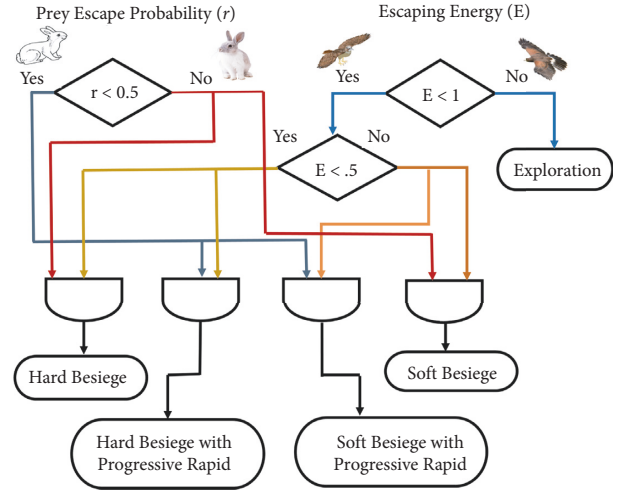 Prey Escape Probability (r)
Escaping Energy (E)
Yes
No
r < 0.5
Yes
No
E < 1
Yes
No
E < .5
Exploration
Hard Besiege
Soft Besiege
Hard Besiege with
Progressive Rapid
Soft Besiege with
Progressive Rapid